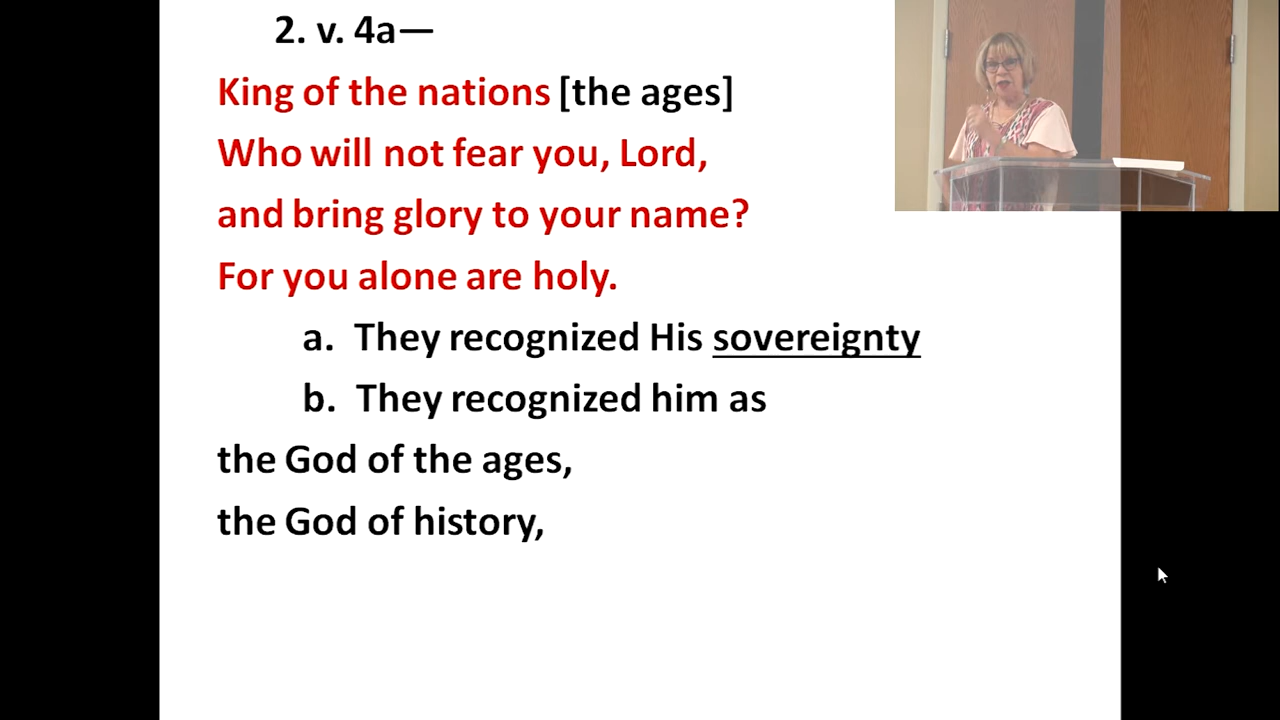 2. v. 4a—
King of the nations [the ages]
Who will not fear you, Lord,
and bring glory to your name?
For you alone are holy.
a. They recognized His sovereignty
b. They recognized him as
the God of the ages,
the God of history,